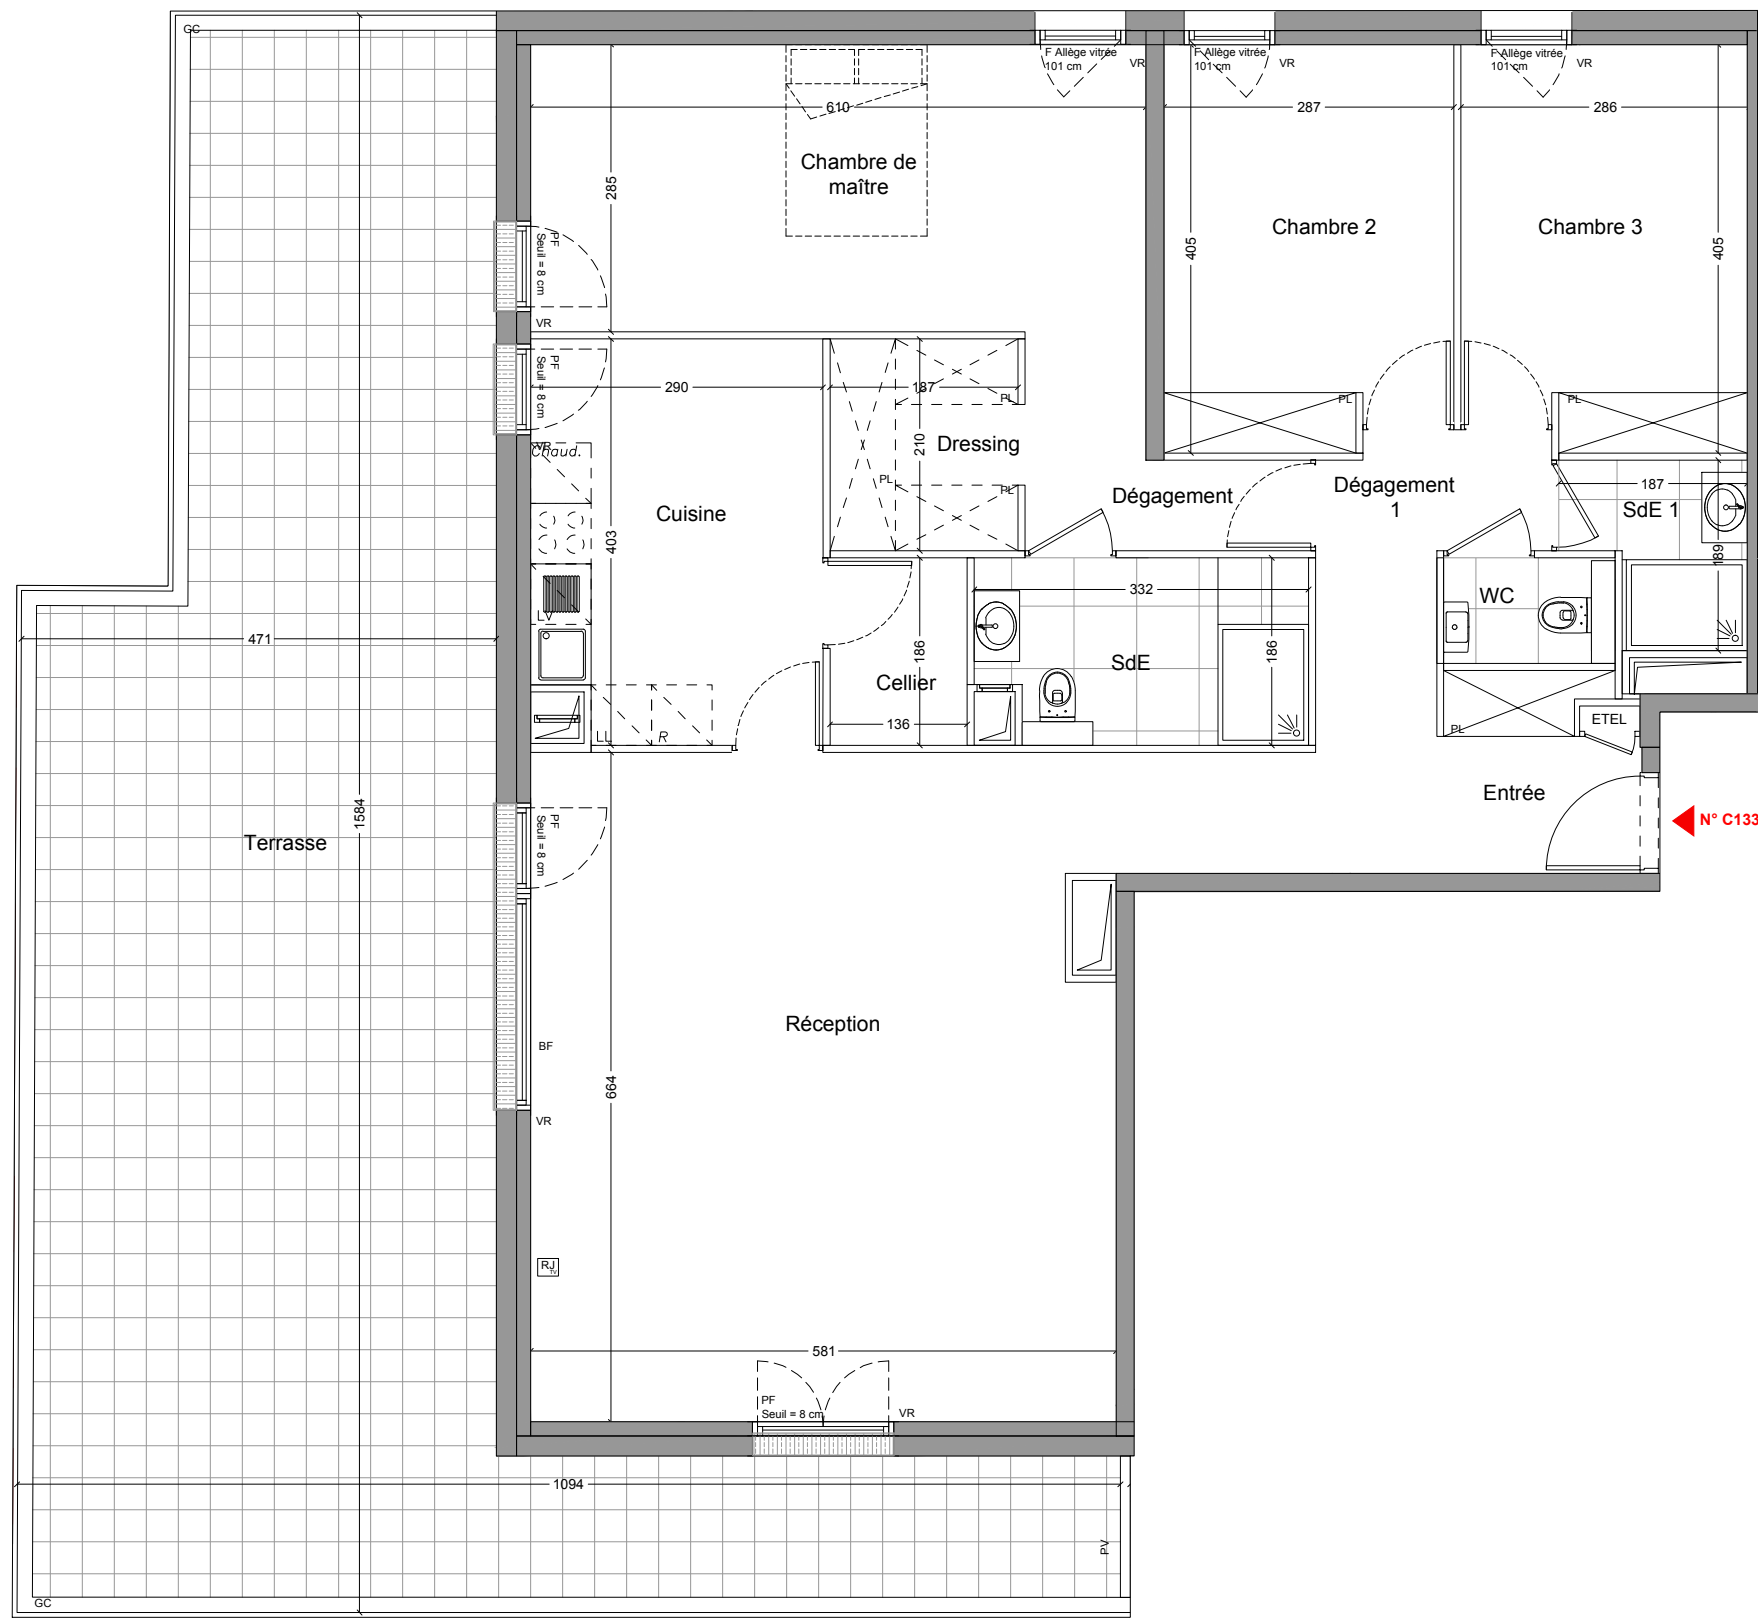 GC
F Allège vitrée
101 cm
VR
F Allège vitrée
101 cm
VR
F Allège vitrée
101 cm
VR
610
287
286
Chambre de
maître
285
Chambre 2
405
Chambre 3
405
PF
Seuil = 8 cm
VR
PF
Seuil = 8 cm
VR
290
187
PL
PL
PL
210
Dressing
PL
PL
Chaud.
Cuisine
403
Dégagement
Dégagement
1
187
SdE 1
189
LV
332
WC
471
186
SdE
186
Cellier
136
LL
R
PL
ETEL
Entrée
N° C133
1584
Terrasse
PF
Seuil = 8 cm
Réception
BF
664
VR
RJ
TV
581
PF
Seuil = 8 cm
VR
1094
PV
GC